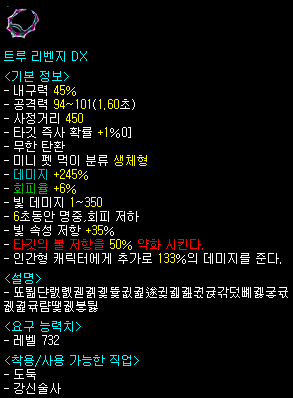 트루 리벤지 DX
<기본 정보>
- 내구력 45%
- 공격력 94~101(1.60초)
- 사정거리 450
- 타깃 즉사 확률 +1%0]
- 무한 탄환
- 미니 펫 먹이 분류 생체형
- 데미지 +245%
- 회피율 +6%
- 빛 데미지 1~350
- 6초동안 명중,회피 저하
- 빛 속성 저항 +35%
- 타깃의 불 저항을 50% 약화 시킨다.
- 인간형 캐릭터에게 추가로 133%의 데미지를 준다.
<설명>
<요구 능력치>
- 레벨 732
<착용/사용 가능한 직업>
- 도둑
- 강신술사